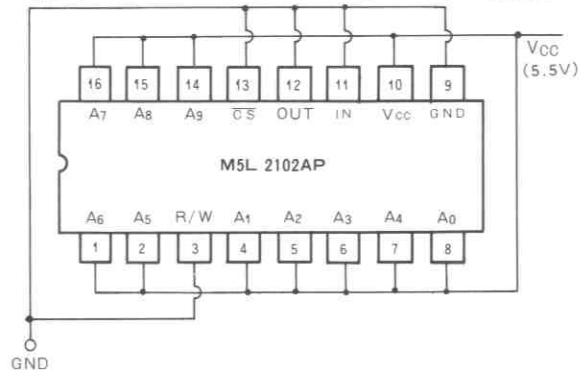 VCC
(5.5V)
16 15 14 13 12 11 10 9
A7 A8 A9 C̅S̅ OUT IN VCC GND
M5L 2102AP
A6 A5 R/W A1 A2 A3 A4 A0
1 2 3 4 5 6 7 8
GND